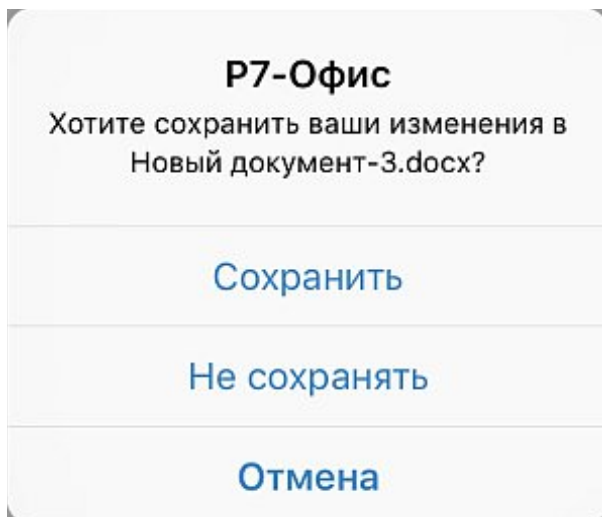 Р7-Офис
Хотите сохранить ваши изменения в
Новый документ-3.docx?
Сохранить
Не сохранять
Отмена